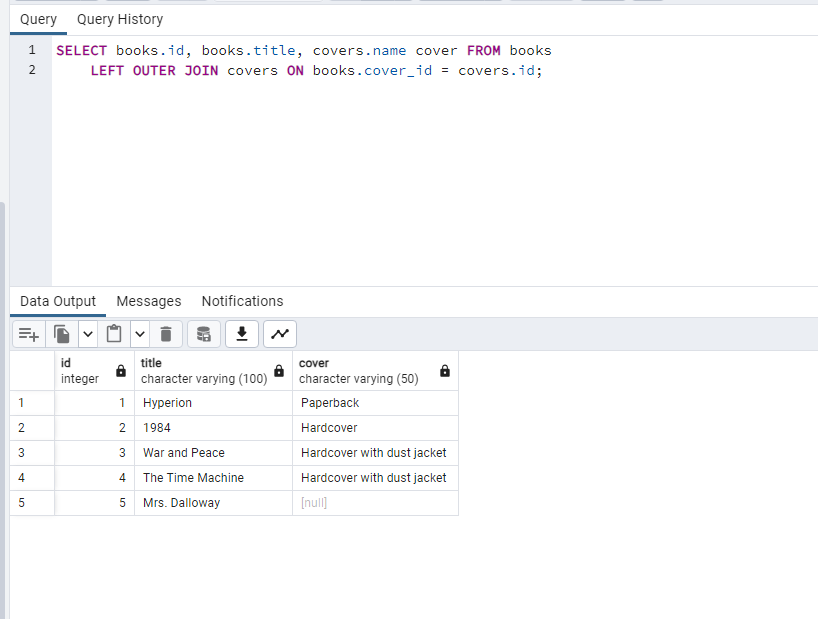 Query Query History
1 SELECT books.id, books.title, covers.name cover FROM books
2 LEFT OUTER JOIN covers ON books.cover_id = covers.id;
Data Output Messages Notifications
id title cover
integer character varying (100) character varying (50)
1 1 Hyperion Paperback
2 2 1984 Hardcover
3 3 War and Peace Hardcover with dust jacket
4 4 The Time Machine Hardcover with dust jacket
5 5 Mrs. Dalloway [null]